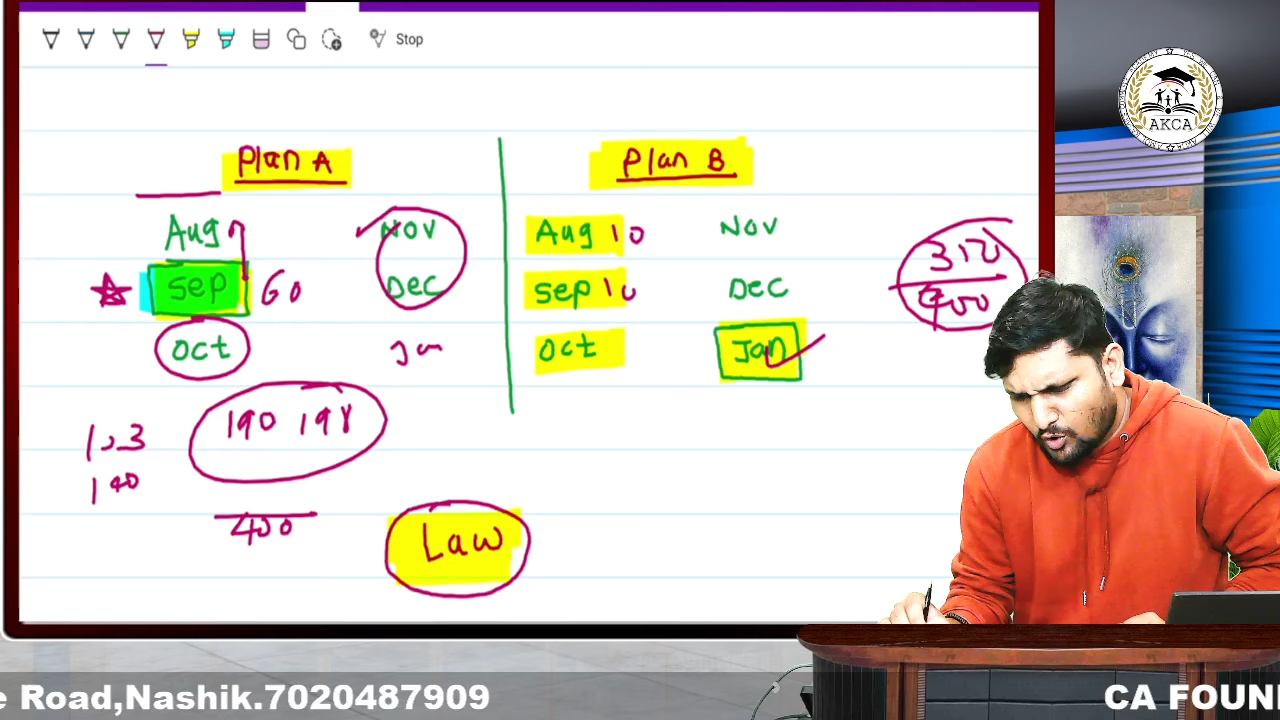 Stop
Plan A
Plan B
Aug
Nov
Aug 10
Nov
Sep 60
Dec
Sep 10
Dec
Oct
Jan
Oct
Jan
190 198
400
Law
AKCA
e Road,Nashik.7020487909
CA FOUN